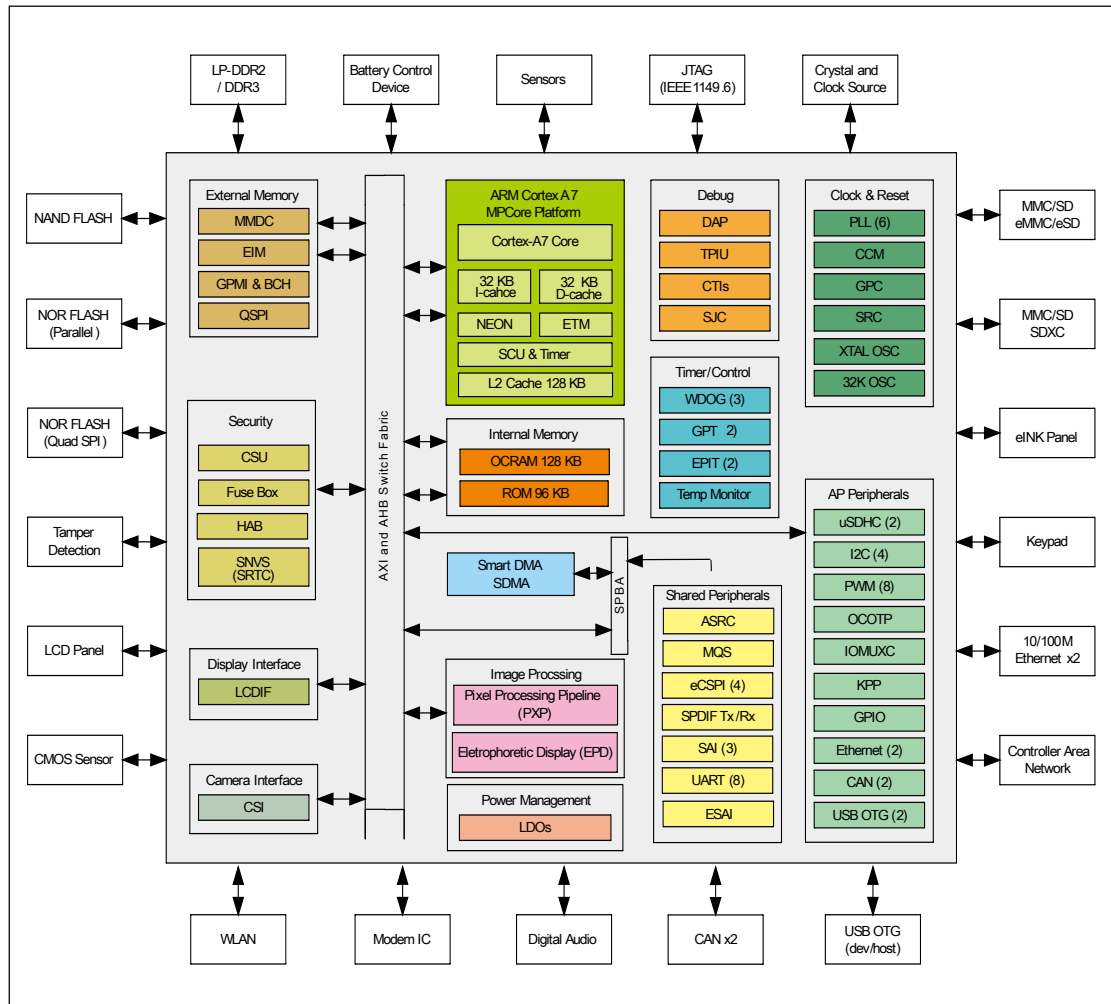 LP-DDR2
/ DDR3
Battery Control
Device
Sensors
JTAG
(IEEE1149.6)
Crystal and
Clock Source
NAND FLASH
NOR FLASH
(Parallel )
NOR FLASH
(Quad SPI )
Tamper
Detection
LCD Panel
CMOS Sensor
External Memory
MMDC
EIM
GPMI & BCH
QSPI
Security
CSU
Fuse Box
HAB
SNVS
(SRTC)
Display Interface
LCDIF
Camera Interface
CSI
AXI and AHB Switch Fabric
ARM Cortex A7
MPCore Platform
Cortex-A7 Core
32 KB
I-cahce
32 KB
D-cache
NEON
ETM
SCU & Timer
L2 Cache 128 KB
Internal Memory
OCRAM 128 KB
ROM 96 KB
Smart DMA
SDMA
SPBA
Image Procssing
Pixel Processing Pipeline
(PXP)
Eletrophoretic Display (EPD)
Power Management
LDOs
Debug
DAP
TPIU
CTIs
SJC
Timer/Control
WDOG (3)
GPT 2)
EPIT (2)
Temp Monitor
Shared Peripherals
ASRC
MQS
eCSPI (4)
SPDIF Tx/Rx
SAI (3)
UART (8)
ESAI
Clock & Reset
PLL (6)
CCM
GPC
SRC
XTAL OSC
32K OSC
AP Peripherals
uSDHC (2)
I2C (4)
PWM (8)
OCOTP
IOMUXC
KPP
GPIO
Ethernet (2)
CAN (2)
USB OTG (2)
MMC/SD
eMMC/eSD
MMC/SD
SDXC
eINK Panel
Keypad
10/100M
Ethernet x2
Controller Area
Network
WLAN
Modem IC
Digital Audio
CAN x2
USB OTG
(dev/host)